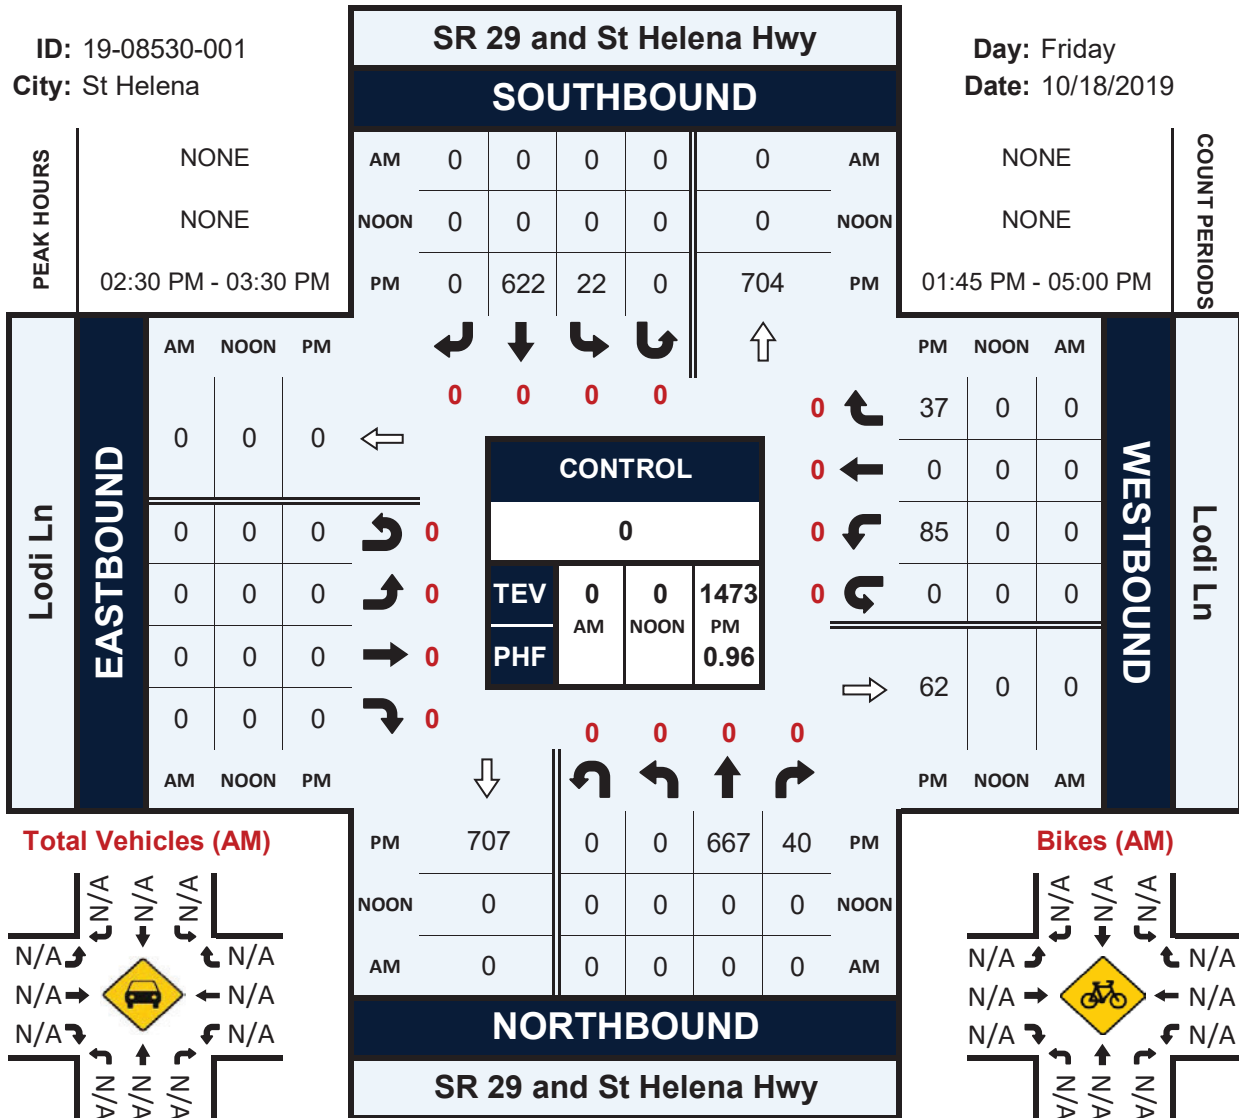 SR 29 and St Helena Hwy
ID: 19-08530-001
City: St Helena
Day: Friday
Date: 10/18/2019
SOUTHBOUND
PEAK HOURS
NONE
NONE
02:30 PM - 03:30 PM
AM 0 0 0 0 0 AM
NOON 0 0 0 0 0 NOON
PM 0 622 22 0 704 PM
NONE
NONE
01:45 PM - 05:00 PM
COUNT PERIODS
0 0 0 0
Lodi Ln
EASTBOUND
AM NOON PM
0 0 0
0 0 0 0
0 0 0 0
0 0 0 0
0 0 0 0
AM NOON PM
CONTROL
0
TEV 0 0 1473
AM NOON PM
PHF 0.96
PM NOON AM
0 37 0 0
0 0 0 0
0 85 0 0
0 0 0 0
62 0 0
PM NOON AM
WESTBOUND
Lodi Ln
0 0 0 0
PM 707 0 0 667 40 PM
NOON 0 0 0 0 0 NOON
AM 0 0 0 0 0 AM
NORTHBOUND
SR 29 and St Helena Hwy
Total Vehicles (AM)
N/A N/A N/A
N/A N/A
N/A N/A
N/A N/A
N/A N/A N/A
Bikes (AM)
N/A N/A N/A
N/A N/A
N/A N/A
N/A N/A
N/A N/A N/A